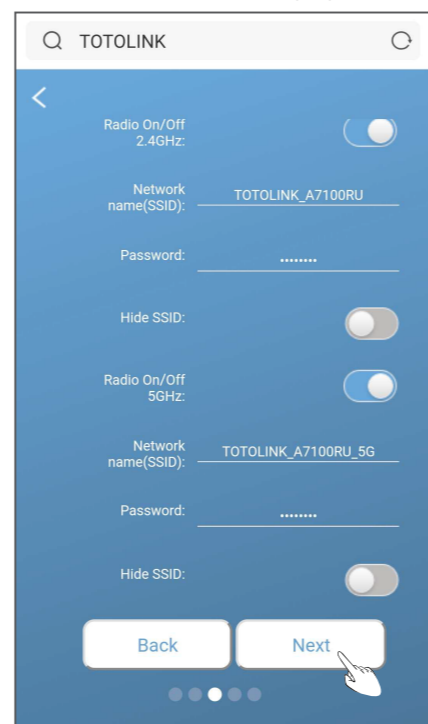 TOTOLINK
Radio On/Off
2.4GHz:
Network
name(SSID):
TOTOLINK_A7100RU
Password:
........
Hide SSID:
Radio On/Off
5GHz:
Network
name(SSID):
TOTOLINK_A7100RU_5G
Password:
........
Hide SSID:
Back
Next